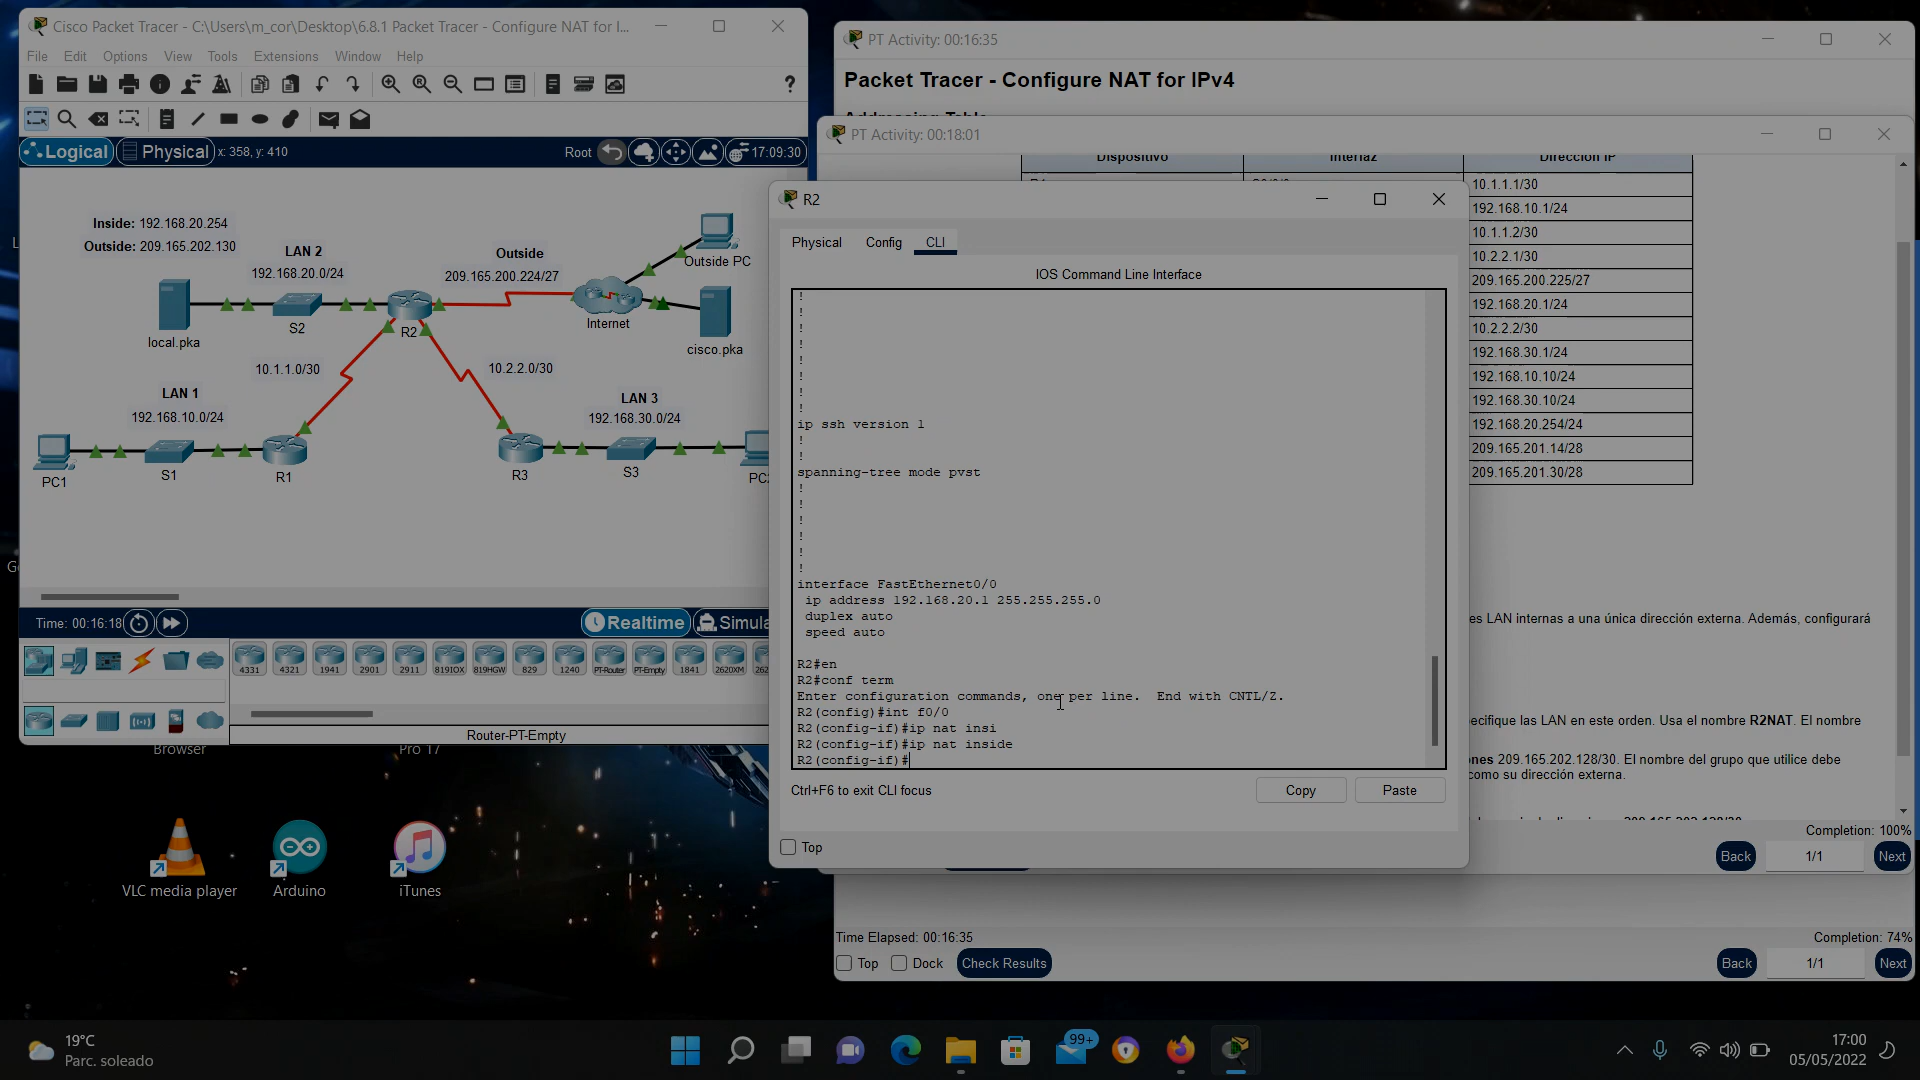 Cisco Packet Tracer - C:\Users\m_cor\Desktop\6.8.1 Packet Tracer - Configure NAT for I...
File Edit Options View Tools Extensions Window Help
Logical Physical x: 358, y: 410 Root 17:09:30
Inside: 192.168.20.254
Outside: 209.165.202.130
LAN 2
192.168.20.0/24
Outside
209.165.200.224/27
Outside PC
local.pka
S2
R2
Internet
cisco.pka
10.1.1.0/30
10.2.2.0/30
LAN 1
192.168.10.0/24
LAN 3
192.168.30.0/24
PC1
S1
R1
R3
S3
PC2
Time: 00:16:18
Realtime Simula
4331 4321 1941 2901 2911 819IOX 819HGW 829 1240 PT-Router PT-Empty 1841 2620XM 262
Router-PT-Empty
Browser
Pro 17
VLC media player
Arduino
iTunes
PT Activity: 00:16:35
Packet Tracer - Configure NAT for IPv4
Addressing Table
PT Activity: 00:18:01
Dispositivo Interfaz Dirección IP
10.1.1.1/30
192.168.10.1/24
10.1.1.2/30
10.2.2.1/30
209.165.200.225/27
192.168.20.1/24
10.2.2.2/30
192.168.30.1/24
192.168.10.10/24
192.168.30.10/24
192.168.20.254/24
209.165.201.14/28
209.165.201.30/28
es LAN internas a una única dirección externa. Además, configurará
pecifique las LAN en este orden. Usa el nombre R2NAT. El nombre
nes 209.165.202.128/30. El nombre del grupo que utilice debe
como su dirección externa.
Completion: 100%
Back 1/1 Next
R2
Physical Config CLI
IOS Command Line Interface
!
!
!
!
!
!
!
!
ip ssh version 1
!
!
spanning-tree mode pvst
!
!
!
!
!
!
interface FastEthernet0/0
ip address 192.168.20.1 255.255.255.0
duplex auto
speed auto
R2#en
R2#conf term
Enter configuration commands, one per line. End with CNTL/Z.
R2(config)#int f0/0
R2(config-if)#ip nat insi
R2(config-if)#ip nat inside
R2(config-if)#
Ctrl+F6 to exit CLI focus
Copy Paste
Top
Time Elapsed: 00:16:35
Completion: 74%
Top Dock Check Results
Back 1/1 Next
19°C
Parc. soleado
99+
17:00
05/05/2022